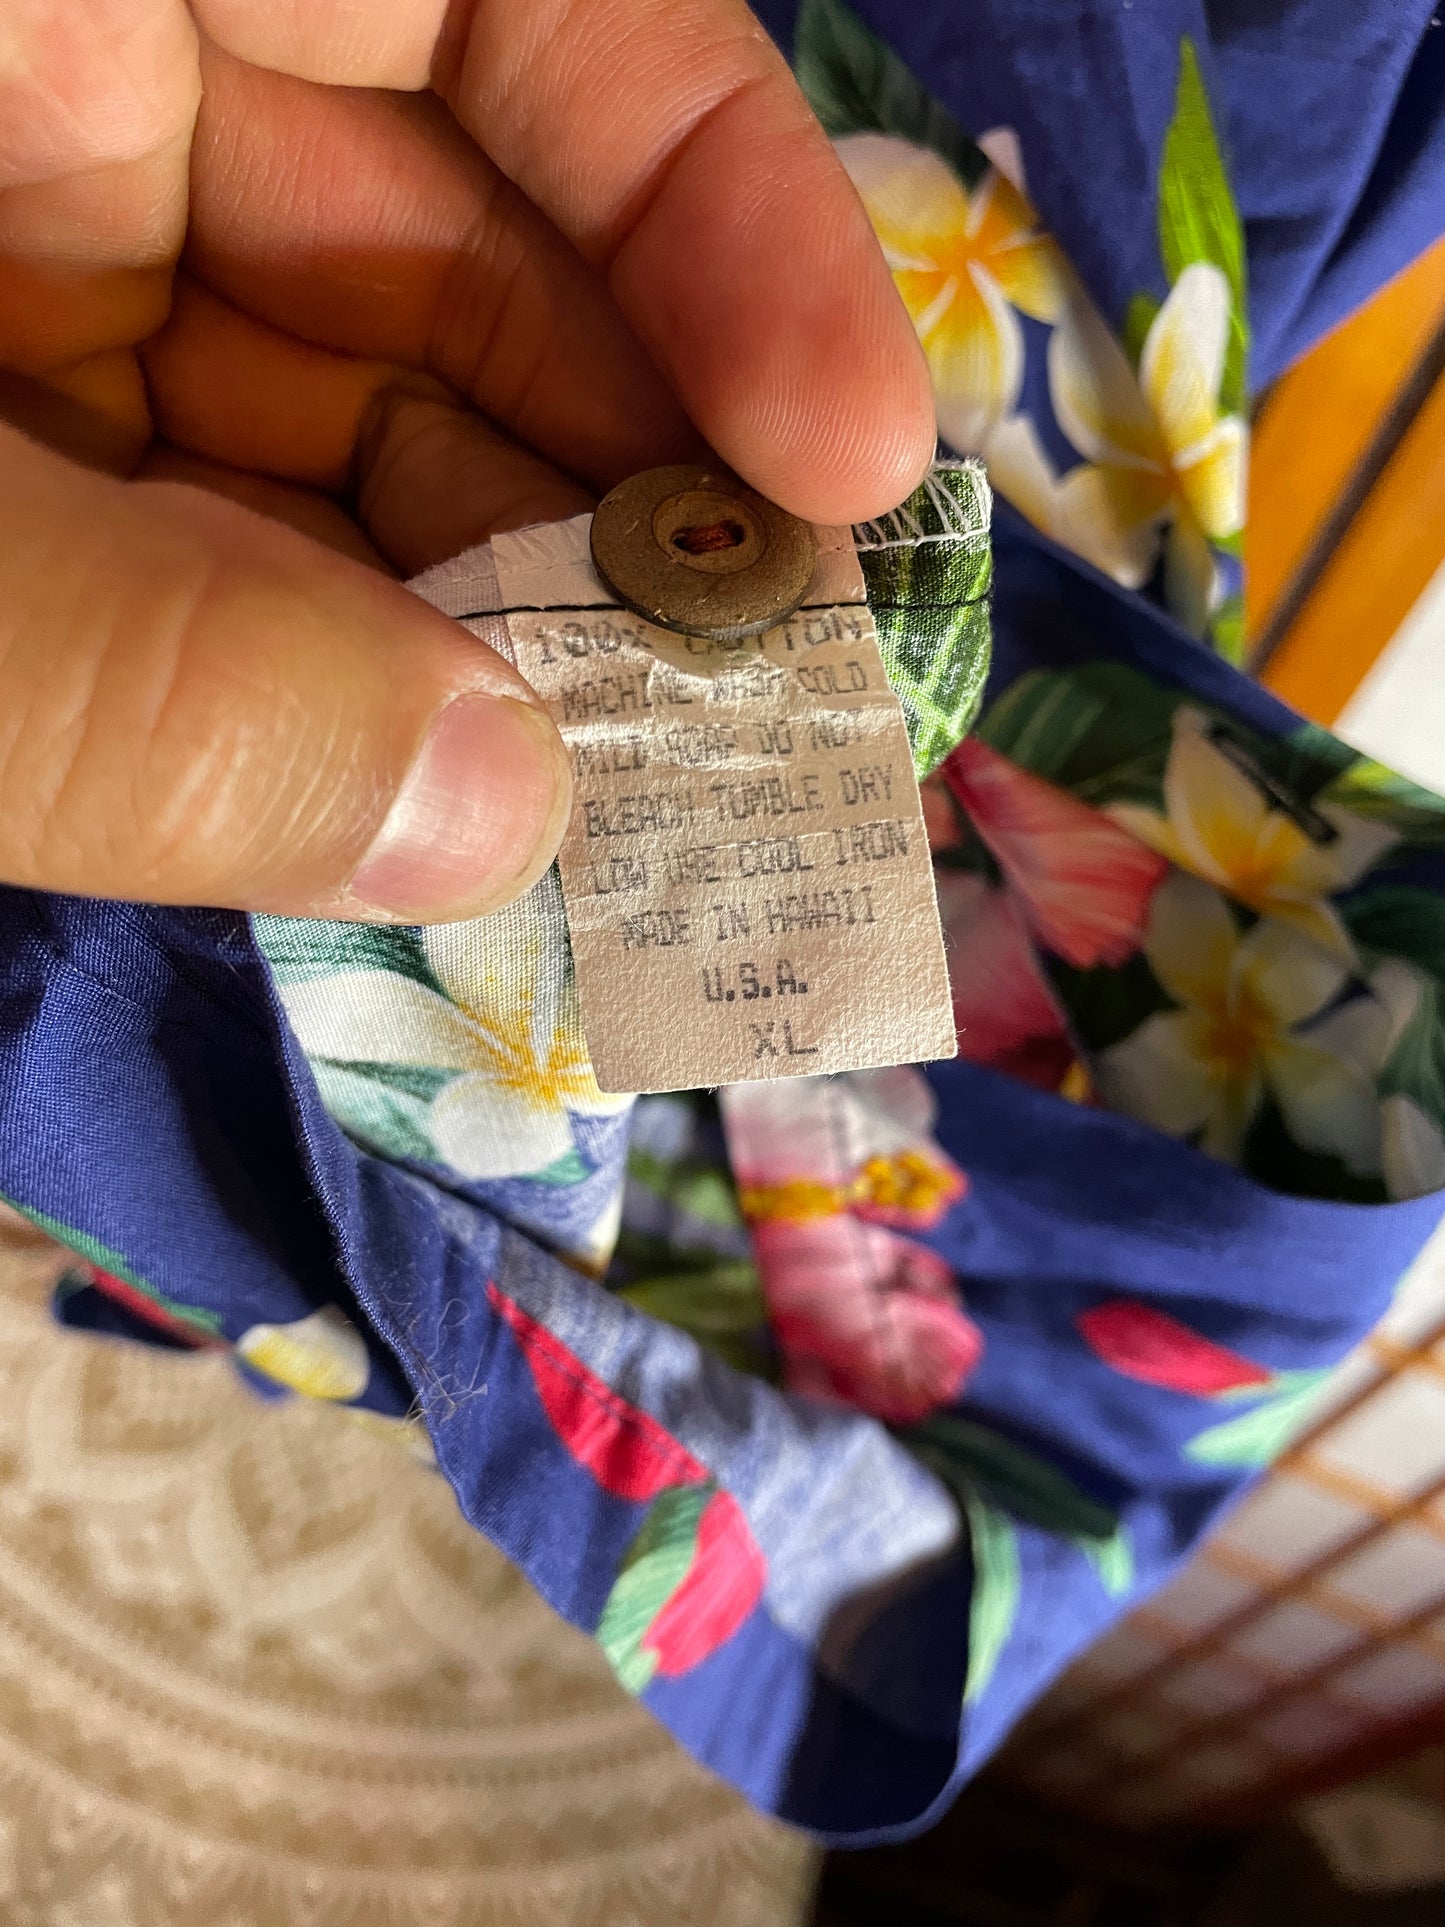 100% COTTON
MACHINE WASH COLD
MILD SOAP DO NOT
BLEACH TUMBLE DRY
LOW USE COOL IRON
MADE IN HAWAII
U.S.A.
XL